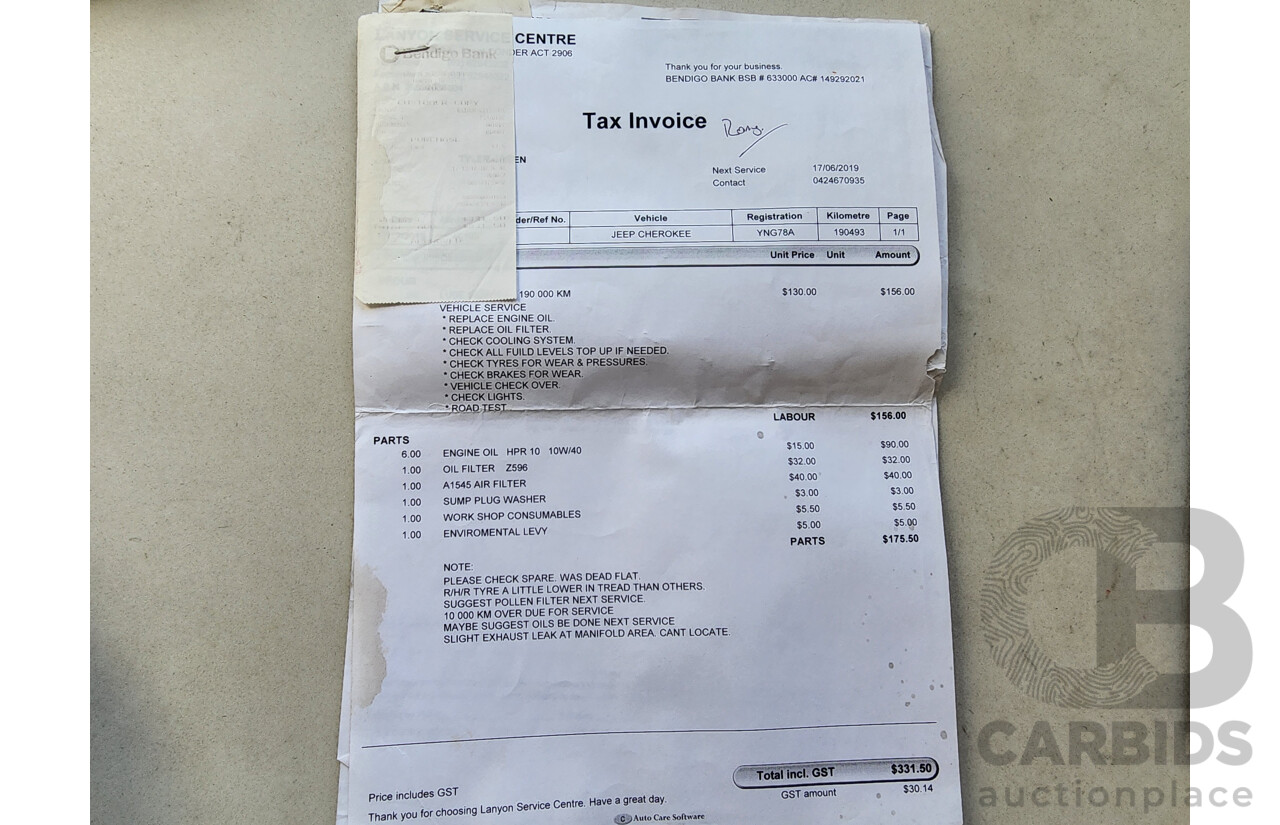 LANYON SERVICE CENTRE
DER ACT 2906
Bendigo Bank
Thank you for your business.
BENDIGO BANK BSB # 633000 AC# 149292021
Tax Invoice
EN
Next Service 17/06/2019
Contact 0424670935
der/Ref No. Vehicle Registration Kilometre Page
JEEP CHEROKEE YNG78A 190493 1/1
Unit Price Unit Amount
190 000 KM $130.00 $156.00
VEHICLE SERVICE
* REPLACE ENGINE OIL.
* REPLACE OIL FILTER.
* CHECK COOLING SYSTEM.
* CHECK ALL FUILD LEVELS TOP UP IF NEEDED.
* CHECK TYRES FOR WEAR & PRESSURES.
* CHECK BRAKES FOR WEAR.
* VEHICLE CHECK OVER.
* CHECK LIGHTS.
* ROAD TEST
LABOUR $156.00
PARTS
6.00 ENGINE OIL HPR 10 10W/40 $15.00 $90.00
1.00 OIL FILTER Z596 $32.00 $32.00
1.00 A1545 AIR FILTER $40.00 $40.00
1.00 SUMP PLUG WASHER $3.00 $3.00
1.00 WORK SHOP CONSUMABLES $5.50 $5.50
1.00 ENVIROMENTAL LEVY $5.00 $5.00
PARTS $175.50
NOTE:
PLEASE CHECK SPARE. WAS DEAD FLAT.
R/H/R TYRE A LITTLE LOWER IN TREAD THAN OTHERS.
SUGGEST POLLEN FILTER NEXT SERVICE.
10 000 KM OVER DUE FOR SERVICE
MAYBE SUGGEST OILS BE DONE NEXT SERVICE
SLIGHT EXHAUST LEAK AT MANIFOLD AREA. CANT LOCATE.
Total incl. GST $331.50
Price includes GST GST amount $30.14
Thank you for choosing Lanyon Service Centre. Have a great day.
C Auto Care Software
CB
CARBIDS
auctionplace